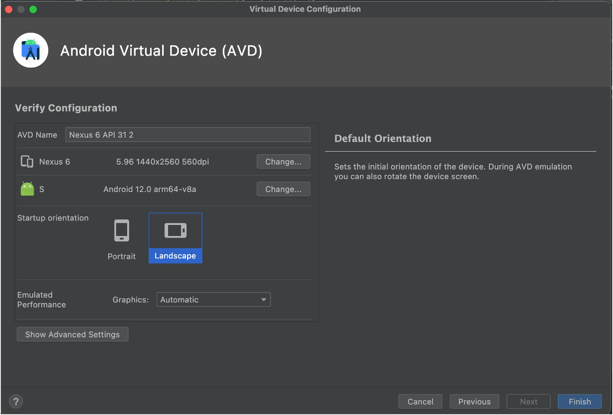 Virtual Device Configuration
Android Virtual Device (AVD)
Verify Configuration
AVD Name Nexus 6 API 31 2
Nexus 6 5.96 1440x2560 560dpi Change...
S Android 12.0 arm64-v8a Change...
Startup orientation
Portrait
Landscape
Emulated
Performance
Graphics: Automatic
Show Advanced Settings
Default Orientation
Sets the initial orientation of the device. During AVD emulation
you can also rotate the device screen.
?
Cancel Previous Next Finish